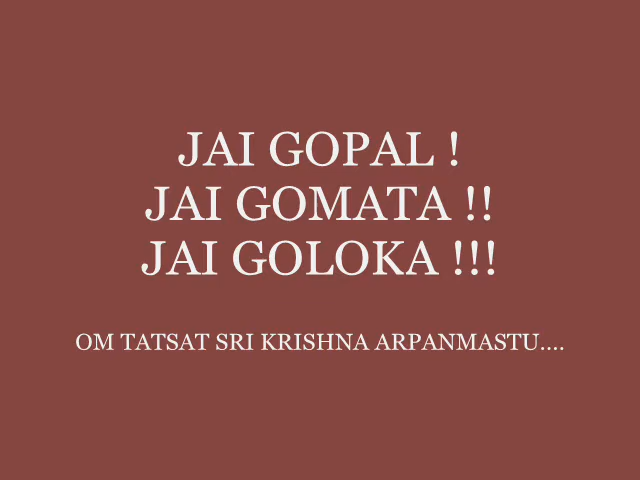 JAI GOPAL !
JAI GOMATA !!
JAI GOLOKA !!!
OM TATSAT SRI KRISHNA ARPANMASTU....